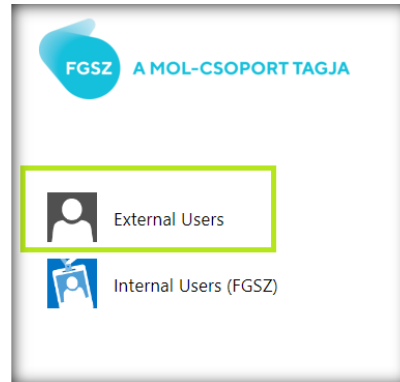 FGSZ A MOL-CSOPORT TAGJA
External Users
Internal Users (FGSZ)